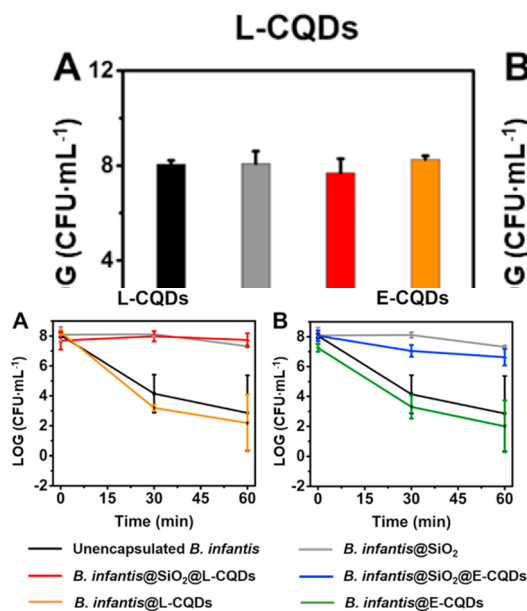 L-CQDs
A
B
12
8
4
G (CFU·mL⁻¹)
G (CFU·mL⁻¹)
L-CQDs
E-CQDs
A
B
LOG (CFU·mL⁻¹)
8
6
4
2
0
-2
0 15 30 45 60
Time (min)
LOG (CFU·mL⁻¹)
8
6
4
2
0
-2
0 15 30 45 60
Time (min)
Unencapsulated B. infantis
B. infantis@SiO₂
B. infantis@SiO₂@L-CQDs
B. infantis@SiO₂@E-CQDs
B. infantis@L-CQDs
B. infantis@E-CQDs